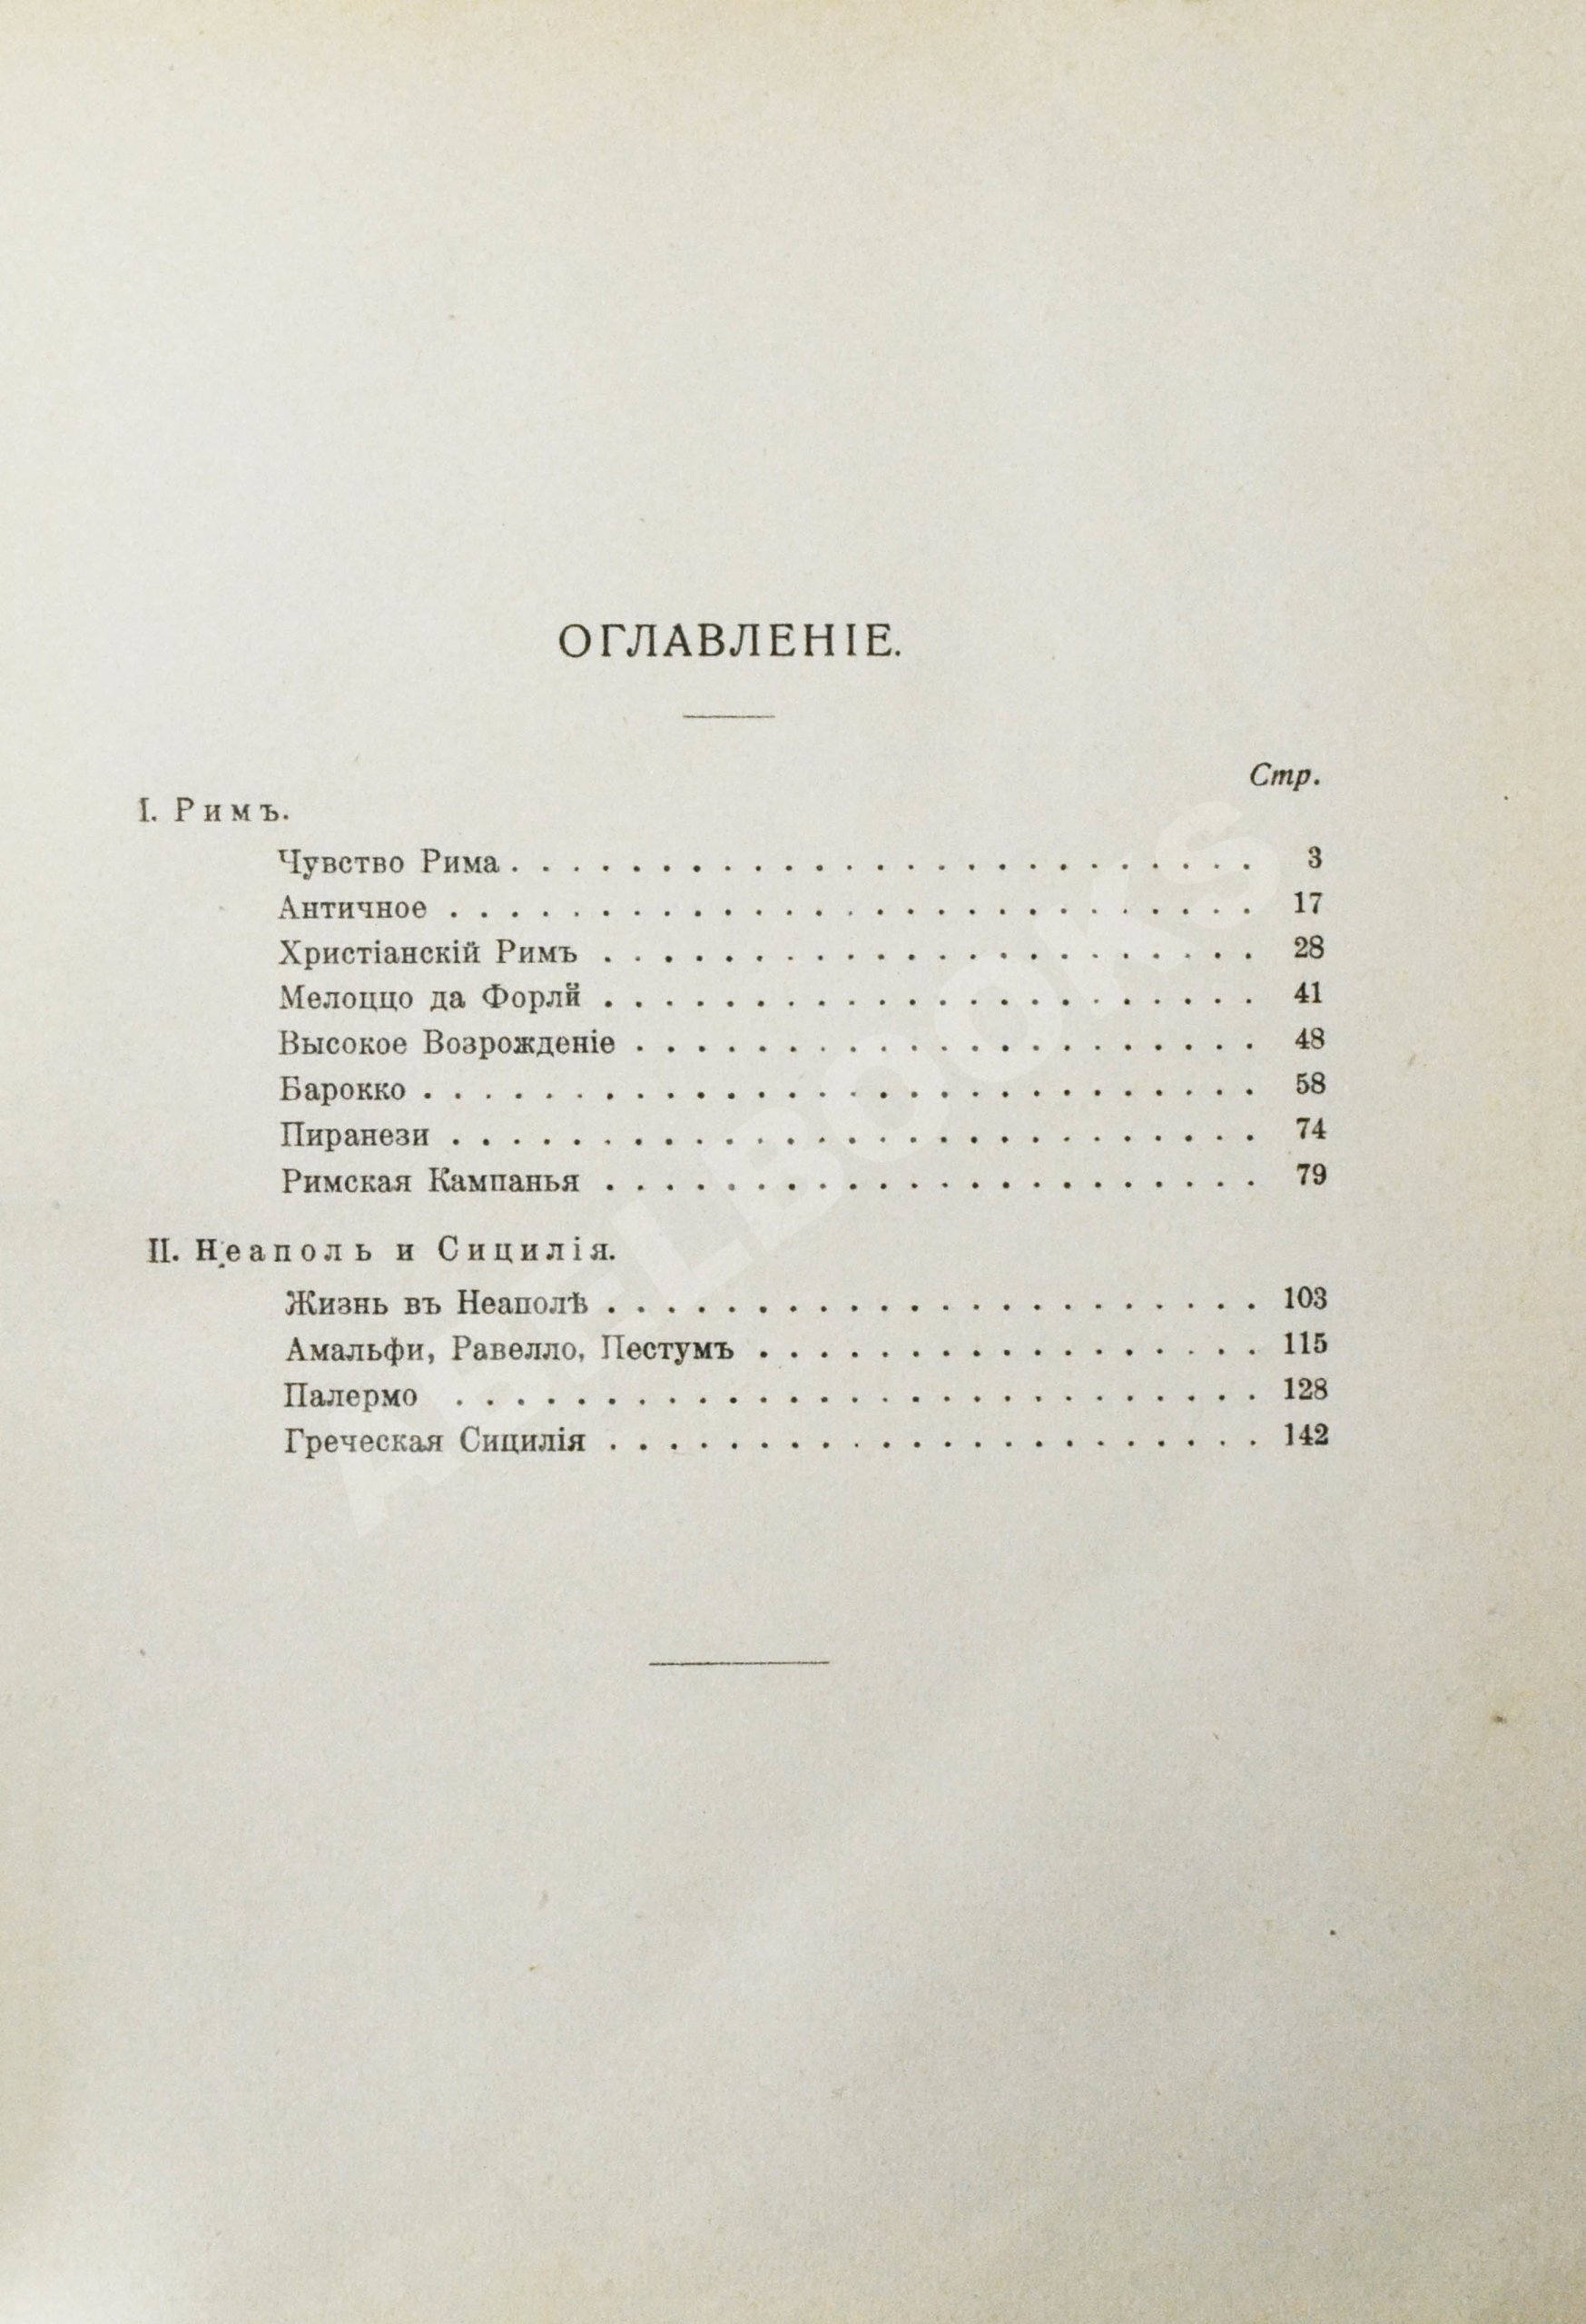 ОГЛАВЛЕНІЕ.
Стр.
I. Римъ.
Чувство Рима . . . . . . . . . . . . . . . . . . . . . . . . . 3
Античное . . . . . . . . . . . . . . . . . . . . . . . . . . . 17
Христіанскій Римъ . . . . . . . . . . . . . . . . . . . . . . 28
Мелоццо да Форлй . . . . . . . . . . . . . . . . . . . . . . 41
Высокое Возрожденіе . . . . . . . . . . . . . . . . . . . . . 48
Барокко . . . . . . . . . . . . . . . . . . . . . . . . . . . . 58
Пиранези . . . . . . . . . . . . . . . . . . . . . . . . . . . 74
Римская Кампанья . . . . . . . . . . . . . . . . . . . . . . 79
II. Неаполь и Сицилія.
Жизнь въ Неаполѣ . . . . . . . . . . . . . . . . . . . . . . 103
Амальфи, Равелло, Пестумъ . . . . . . . . . . . . . . . . . 115
Палермо . . . . . . . . . . . . . . . . . . . . . . . . . . . 128
Греческая Сицилія . . . . . . . . . . . . . . . . . . . . . . 142